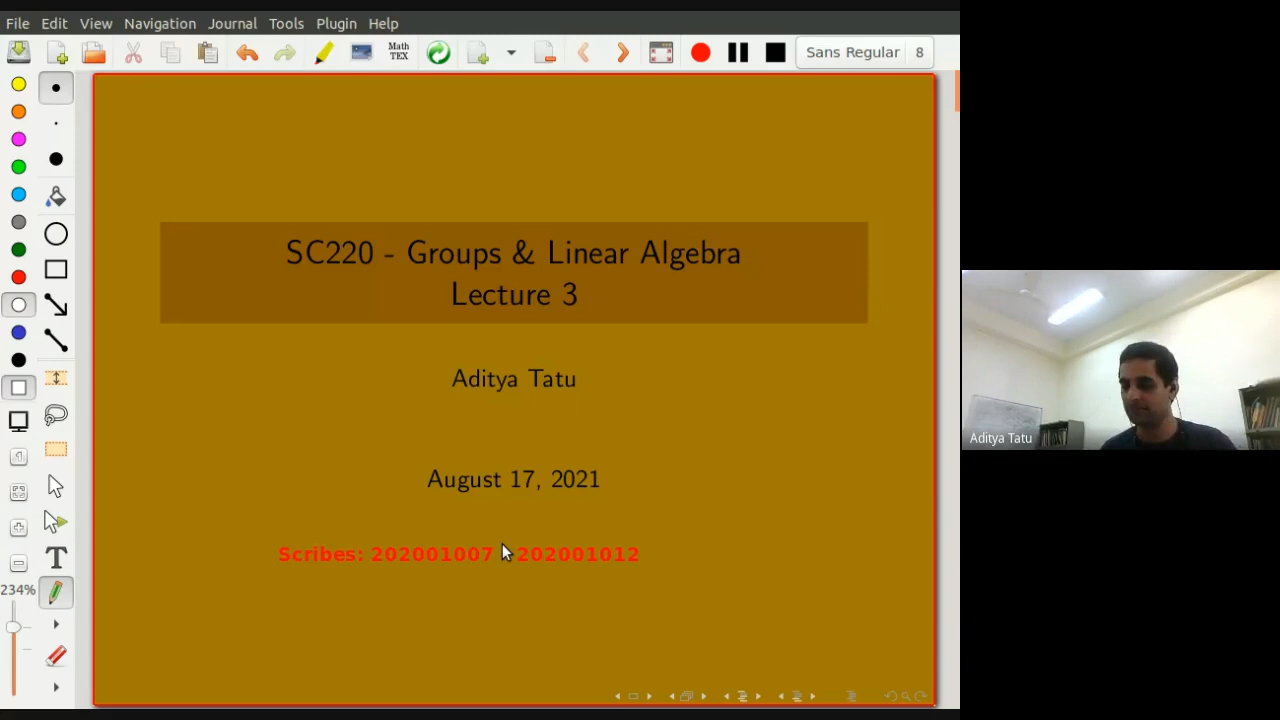 File Edit View Navigation Journal Tools Plugin Help
Math
TEX
Sans Regular 8
SC220 - Groups & Linear Algebra
Lecture 3
Aditya Tatu
August 17, 2021
Scribes: 202001007 202001012
T
234%
Aditya Tatu